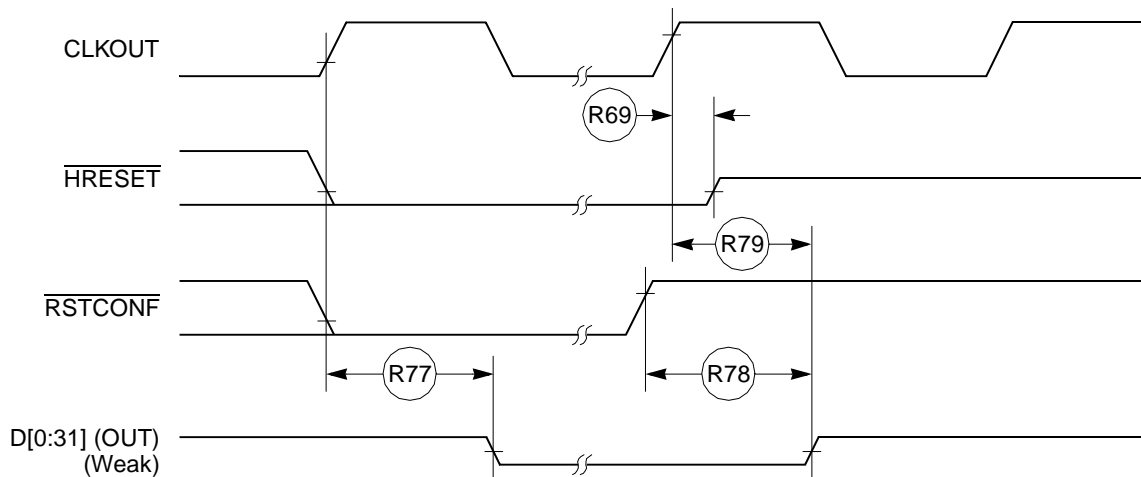 CLKOUT
R69
HRESET
R79
RSTCONF
R77
R78
D[0:31] (OUT)
(Weak)